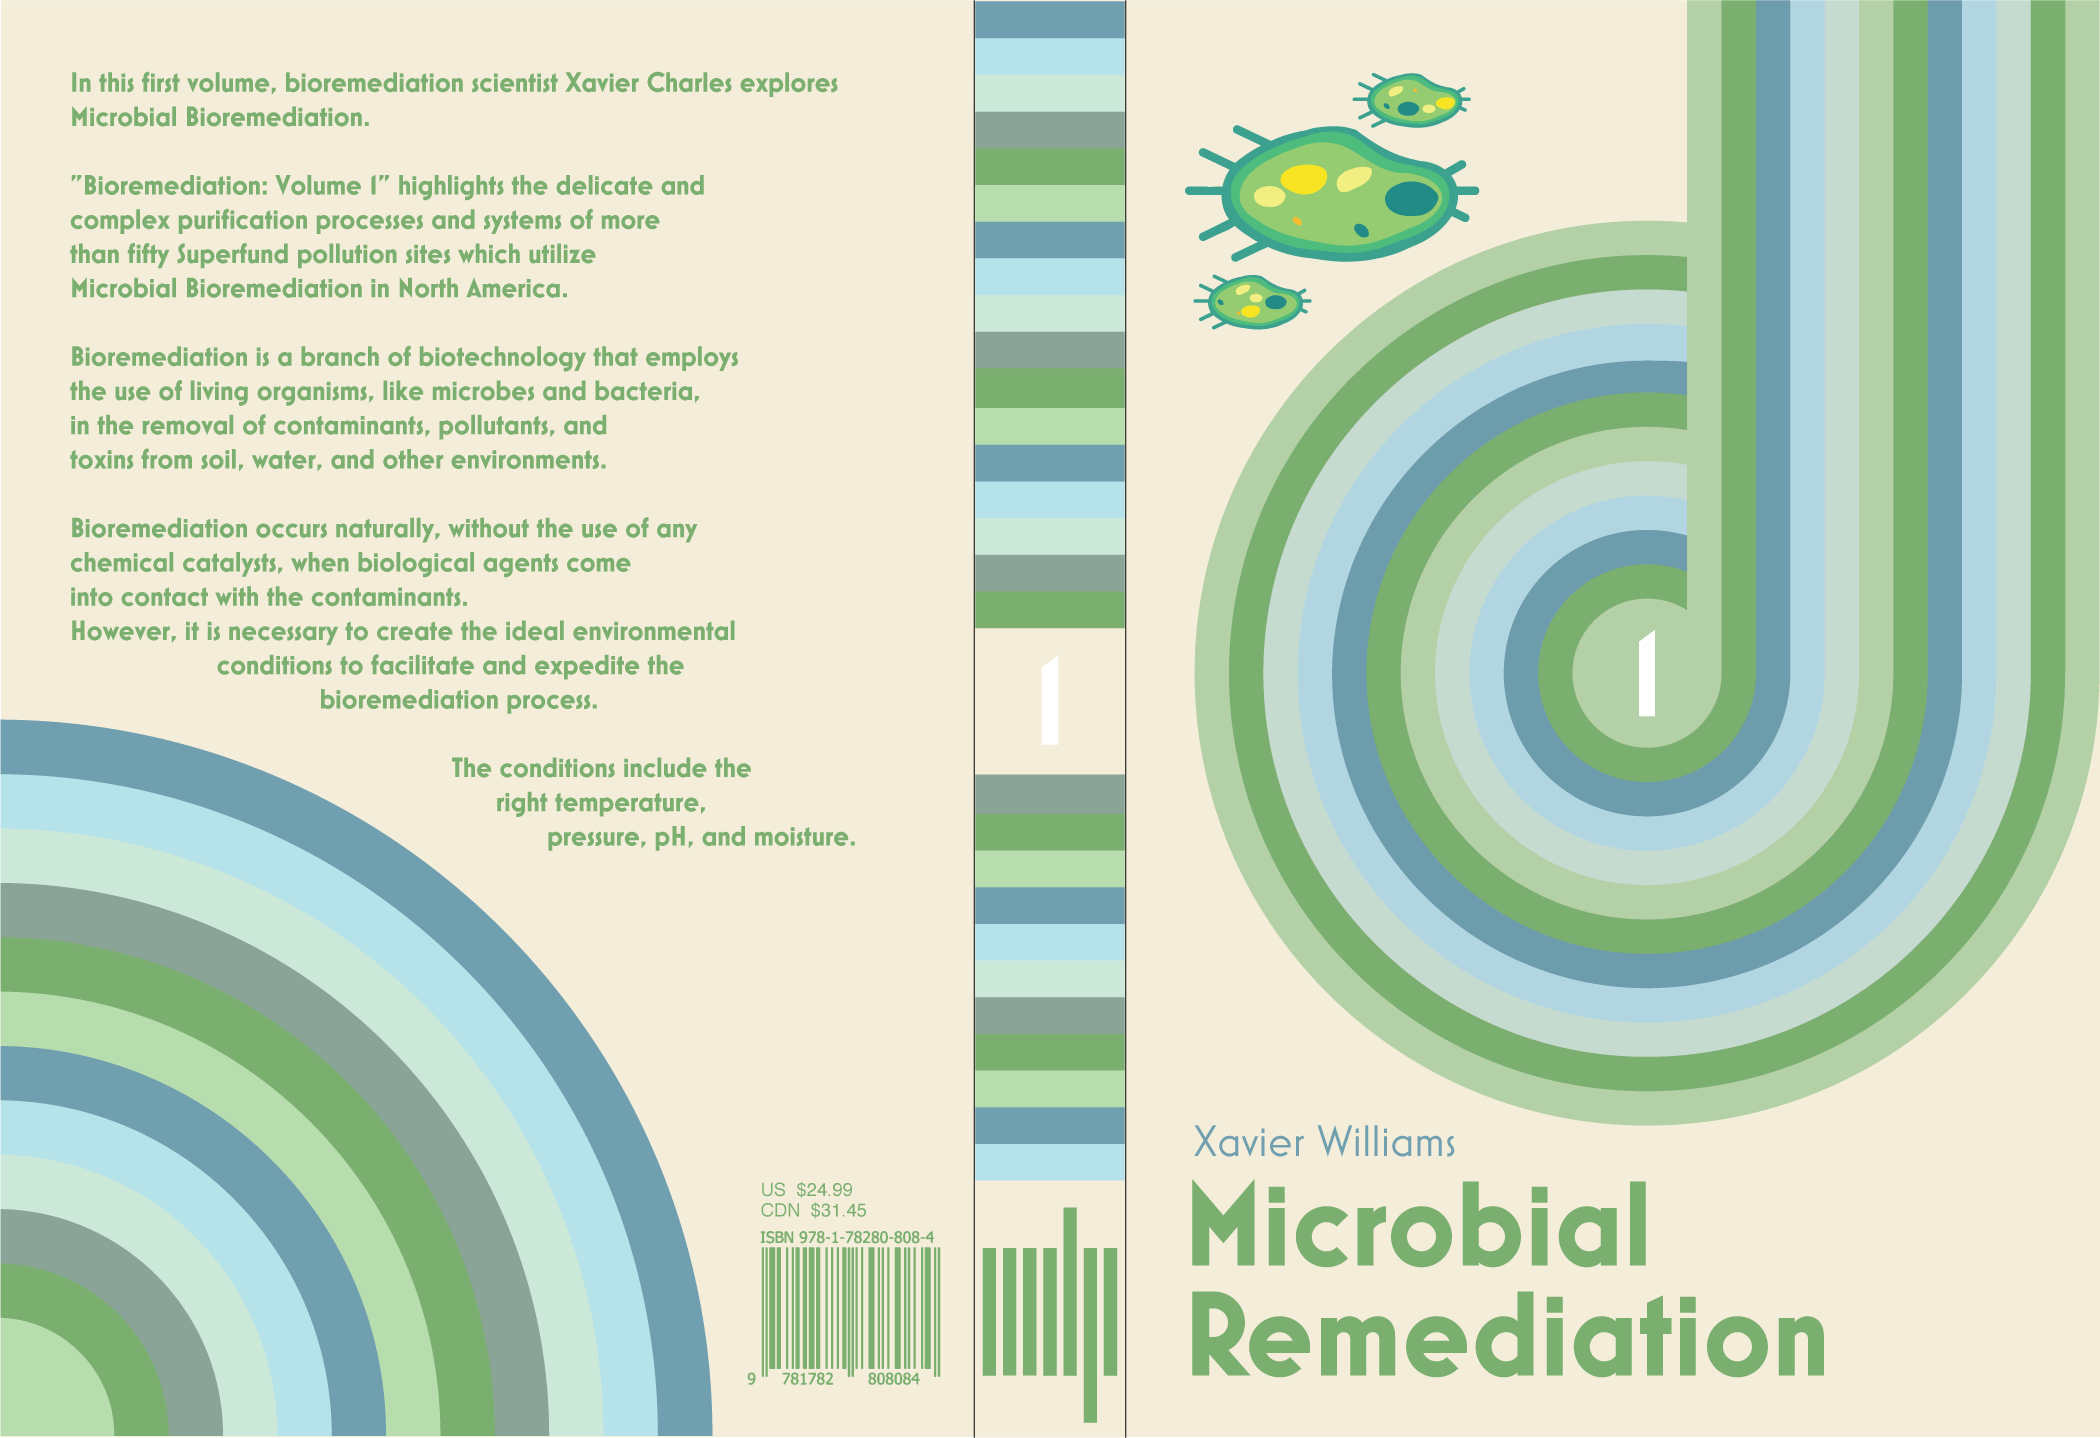 In this first volume, bioremediation scientist Xavier Charles explores
Microbial Bioremediation.
"Bioremediation: Volume 1" highlights the delicate and
complex purification processes and systems of more
than fifty Superfund pollution sites which utilize
Microbial Bioremediation in North America.
Bioremediation is a branch of biotechnology that employs
the use of living organisms, like microbes and bacteria,
in the removal of contaminants, pollutants, and
toxins from soil, water, and other environments.
Bioremediation occurs naturally, without the use of any
chemical catalysts, when biological agents come
into contact with the contaminants.
However, it is necessary to create the ideal environmental
conditions to facilitate and expedite the
bioremediation process.
The conditions include the
right temperature,
pressure, pH, and moisture.
US $24.99
CDN $31.45
ISBN 978-1-78280-808-4
9 781782 808084
1
1
Xavier Williams
Microbial
Remediation